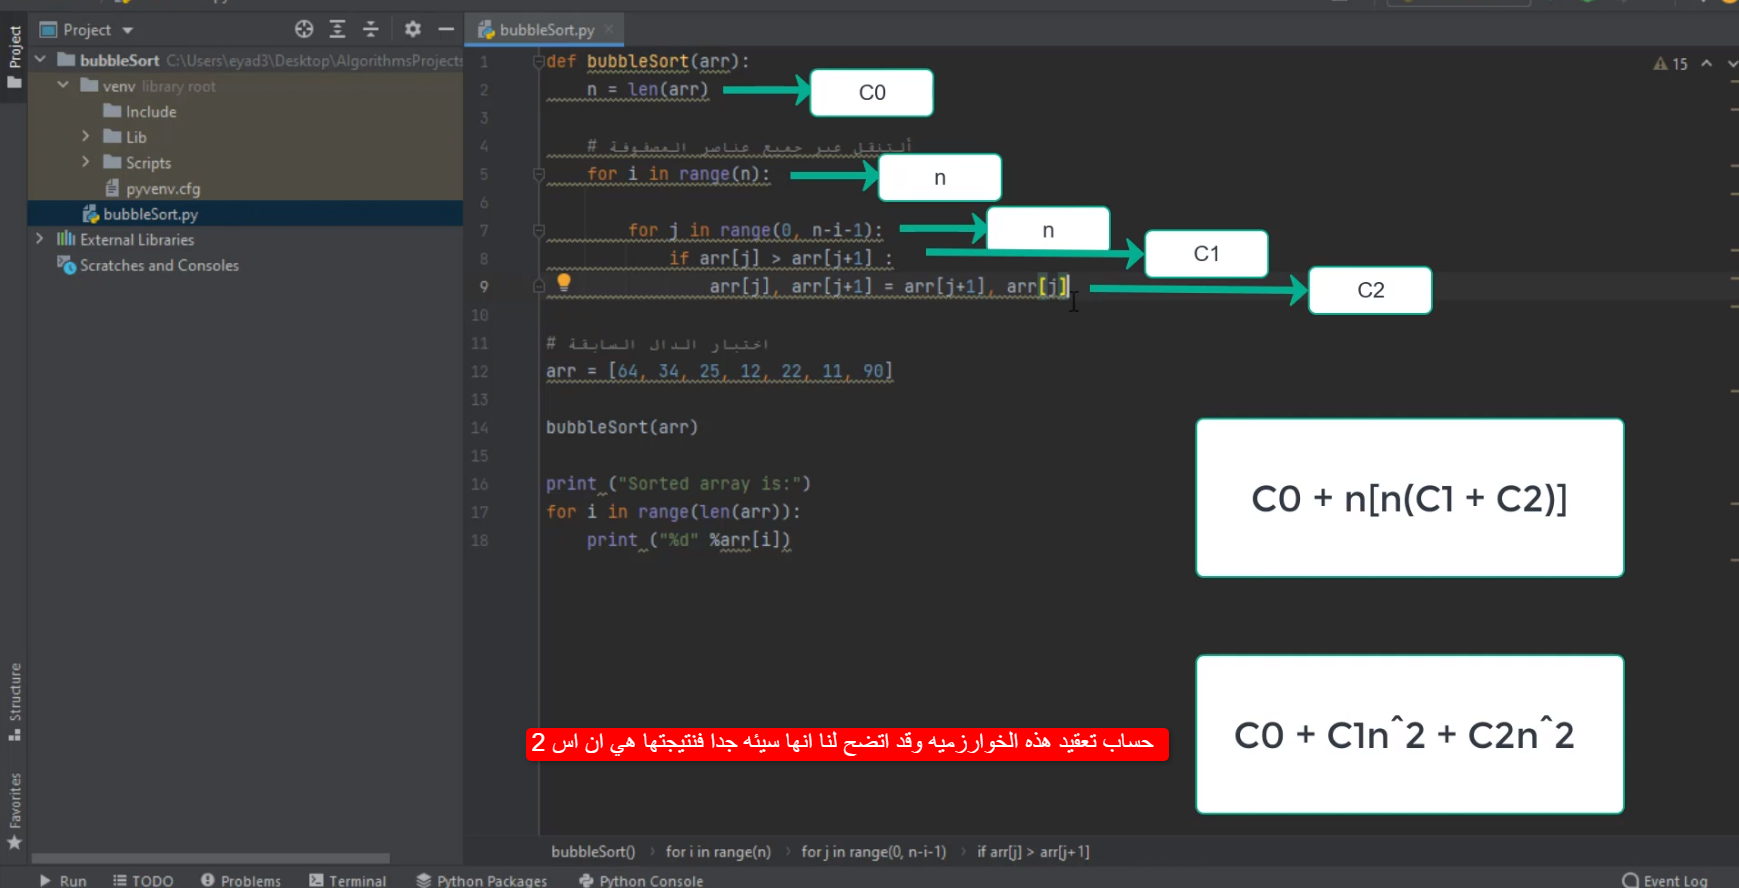 Project
bubbleSort.py
Project
bubbleSort C:\Users\eyad3\Desktop\AlgorithmsProjects
venv library root
Include
Lib
Scripts
pyvenv.cfg
bubbleSort.py
External Libraries
Scratches and Consoles
15
1 def bubbleSort(arr):
2 n = len(arr)
C0
3
4 # ألتنقل عبر جميع عناصر المصفوفة
5 for i in range(n):
n
6
7 for j in range(0, n-i-1):
n
8 if arr[j] > arr[j+1] :
C1
9 arr[j], arr[j+1] = arr[j+1], arr[j]
C2
10
11 # اختبار الدال السابقة
12 arr = [64, 34, 25, 12, 22, 11, 90]
13
14 bubbleSort(arr)
15
16 print ("Sorted array is:")
17 for i in range(len(arr)):
18 print ("%d" %arr[i])
C0 + n[n(C1 + C2)]
C0 + C1n^2 + C2n^2
حساب تعقيد هذه الخوارزميه وقد اتضح لنا انها سيئه جدا فنتيجتها هي ان اس 2
Structure
Favorites
bubbleSort() › for i in range(n) › for j in range(0, n-i-1) › if arr[j] > arr[j+1]
Run TODO Problems Terminal Python Packages Python Console Event Log